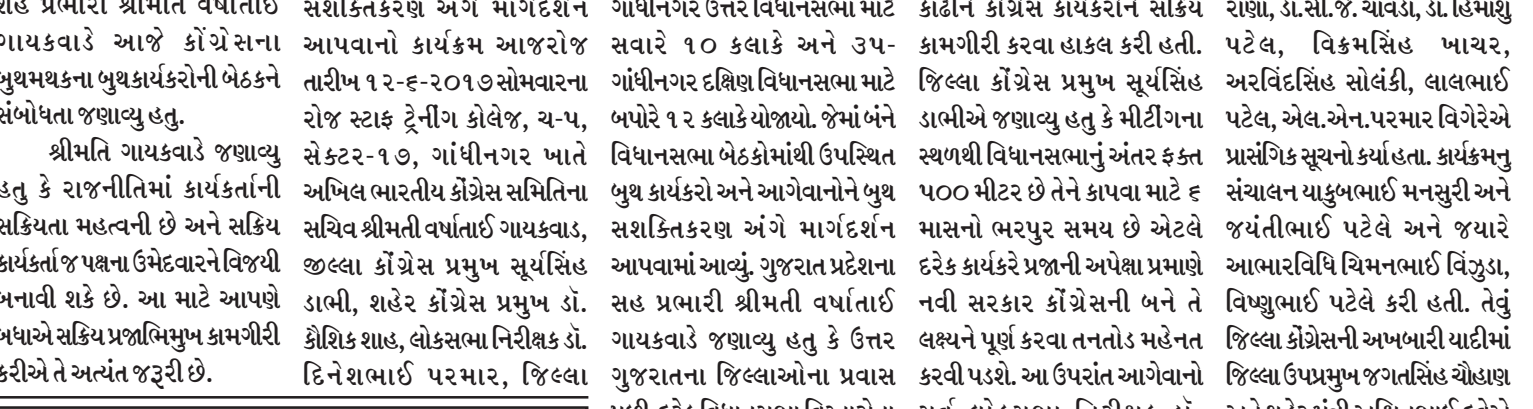 સહ પ્રભારી શ્રીમતિ વર્ષાતાઈ
ગાયકવાડે આજે કોંગ્રેસના
બુથમથકના બુથકાર્યકરોની બેઠકને
સંબોધતા જણાવ્યુ હતુ.
શ્રીમતિ ગાયકવાડે જણાવ્યુ
હતુ કે રાજનીતિમાં કાર્યકર્તાની
સક્રિયતા મહત્વની છે અને સક્રિય
કાર્યકર્તા જ પક્ષના ઉમેદવારને વિજયી
બનાવી શકે છે. આ માટે આપણે
બધાએ સક્રિય પ્રજાભિમુખ કામગીરી
કરીએ તે અત્યંત જરૂરી છે.
સશક્તિકરણ અંગે માર્ગદર્શન
આપવાનો કાર્યક્રમ આજરોજ
તારીખ ૧૨-૬-૨૦૧૭ સોમવારના
રોજ સ્ટાફ ટ્રેનીંગ કોલેજ, ચ-૫,
સેક્ટર-૧૭, ગાંધીનગર ખાતે
અખિલ ભારતીય કોંગ્રેસ સમિતિના
સચિવ શ્રીમતી વર્ષાતાઈ ગાયકવાડ,
જીલ્લા કોંગ્રેસ પ્રમુખ સૂર્યસિંહ
ડાભી, શહેર કોંગ્રેસ પ્રમુખ ડૉ.
કૌશિક શાહ, લોકસભા નિરીક્ષક ડૉ.
દિનેશભાઈ પરમાર, જિલ્લા
ગાંધીનગર ઉત્તર વિધાનસભા માટે
સવારે ૧૦ કલાકે અને ૩૫-
ગાંધીનગર દક્ષિણ વિધાનસભા માટે
બપોરે ૧૨ કલાકે યોજાયો. જેમાં બંને
વિધાનસભા બેઠકોમાંથી ઉપસ્થિત
બુથ કાર્યકરો અને આગેવાનોને બુથ
સશક્તિકરણ અંગે માર્ગદર્શન
આપવામાં આવ્યું. ગુજરાત પ્રદેશના
સહ પ્રભારી શ્રીમતી વર્ષાતાઈ
ગાયકવાડે જણાવ્યુ હતુ કે ઉત્તર
ગુજરાતના જિલ્લાઓના પ્રવાસ
કાઢીને કોંગ્રેસ કાર્યકરોને સક્રિય
કામગીરી કરવા હાકલ કરી હતી.
જિલ્લા કોંગ્રેસ પ્રમુખ સૂર્યસિંહ
ડાભીએ જણાવ્યુ હતુ કે મીટીંગના
સ્થળથી વિધાનસભાનું અંતર ફક્ત
૫૦૦ મીટર છે તેને કાપવા માટે ૬
માસનો ભરપુર સમય છે એટલે
દરેક કાર્યકરે પ્રજાની અપેક્ષા પ્રમાણે
નવી સરકાર કોંગ્રેસની બને તે
લક્ષ્યને પૂર્ણ કરવા તનતોડ મહેનત
કરવી પડશે. આ ઉપરાંત આગેવાનો
રાણા, ડૉ.સી.જે. ચાવડા, ડૉ. હિમાંશુ
પટેલ, વિક્રમસિંહ ખાચર,
અરવિંદસિંહ સોલંકી, લાલભાઈ
પટેલ, એલ.એન.પરમાર વિગેરેએ
પ્રાસંગિક સૂચનો કર્યા હતા. કાર્યક્રમનુ
સંચાલન યાકુબભાઈ મનસુરી અને
જયંતીભાઈ પટેલે અને જયારે
આભારવિધિ ચિમનભાઈ વિંઝુડા,
વિષ્ણુભાઈ પટેલે કરી હતી. તેવું
જિલ્લા કોંગ્રેસની અખબારી યાદીમાં
જિલ્લા ઉપપ્રમુખ જગતસિંહ ચૌહાણ